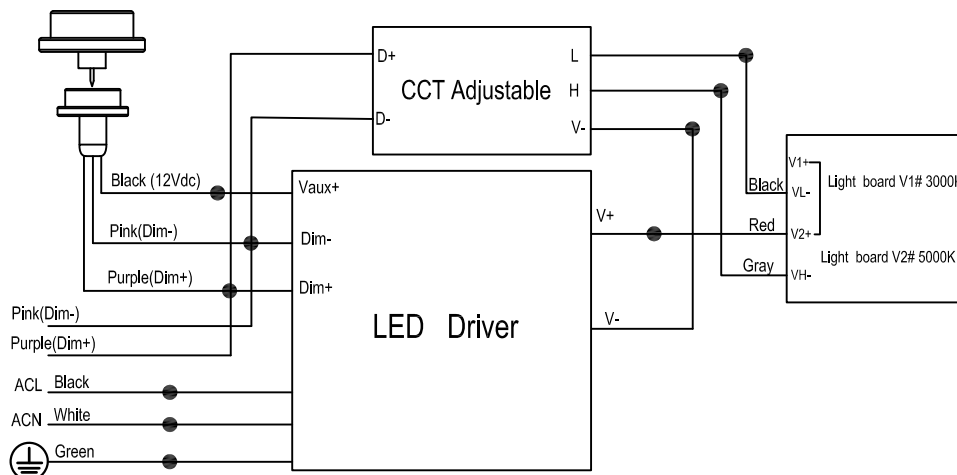 D+
L
CCT Adjustable
H
D-
V-
Black (12Vdc)
Vaux+
Pink(Dim-)
Dim-
Purple(Dim+)
Dim+
LED Driver
V+
V-
Pink(Dim-)
Purple(Dim+)
ACL
Black
ACN
White
Green
Black
Red
Gray
V1+
Light board V1# 3000K
VL-
V2+
Light board V2# 5000K
VH-